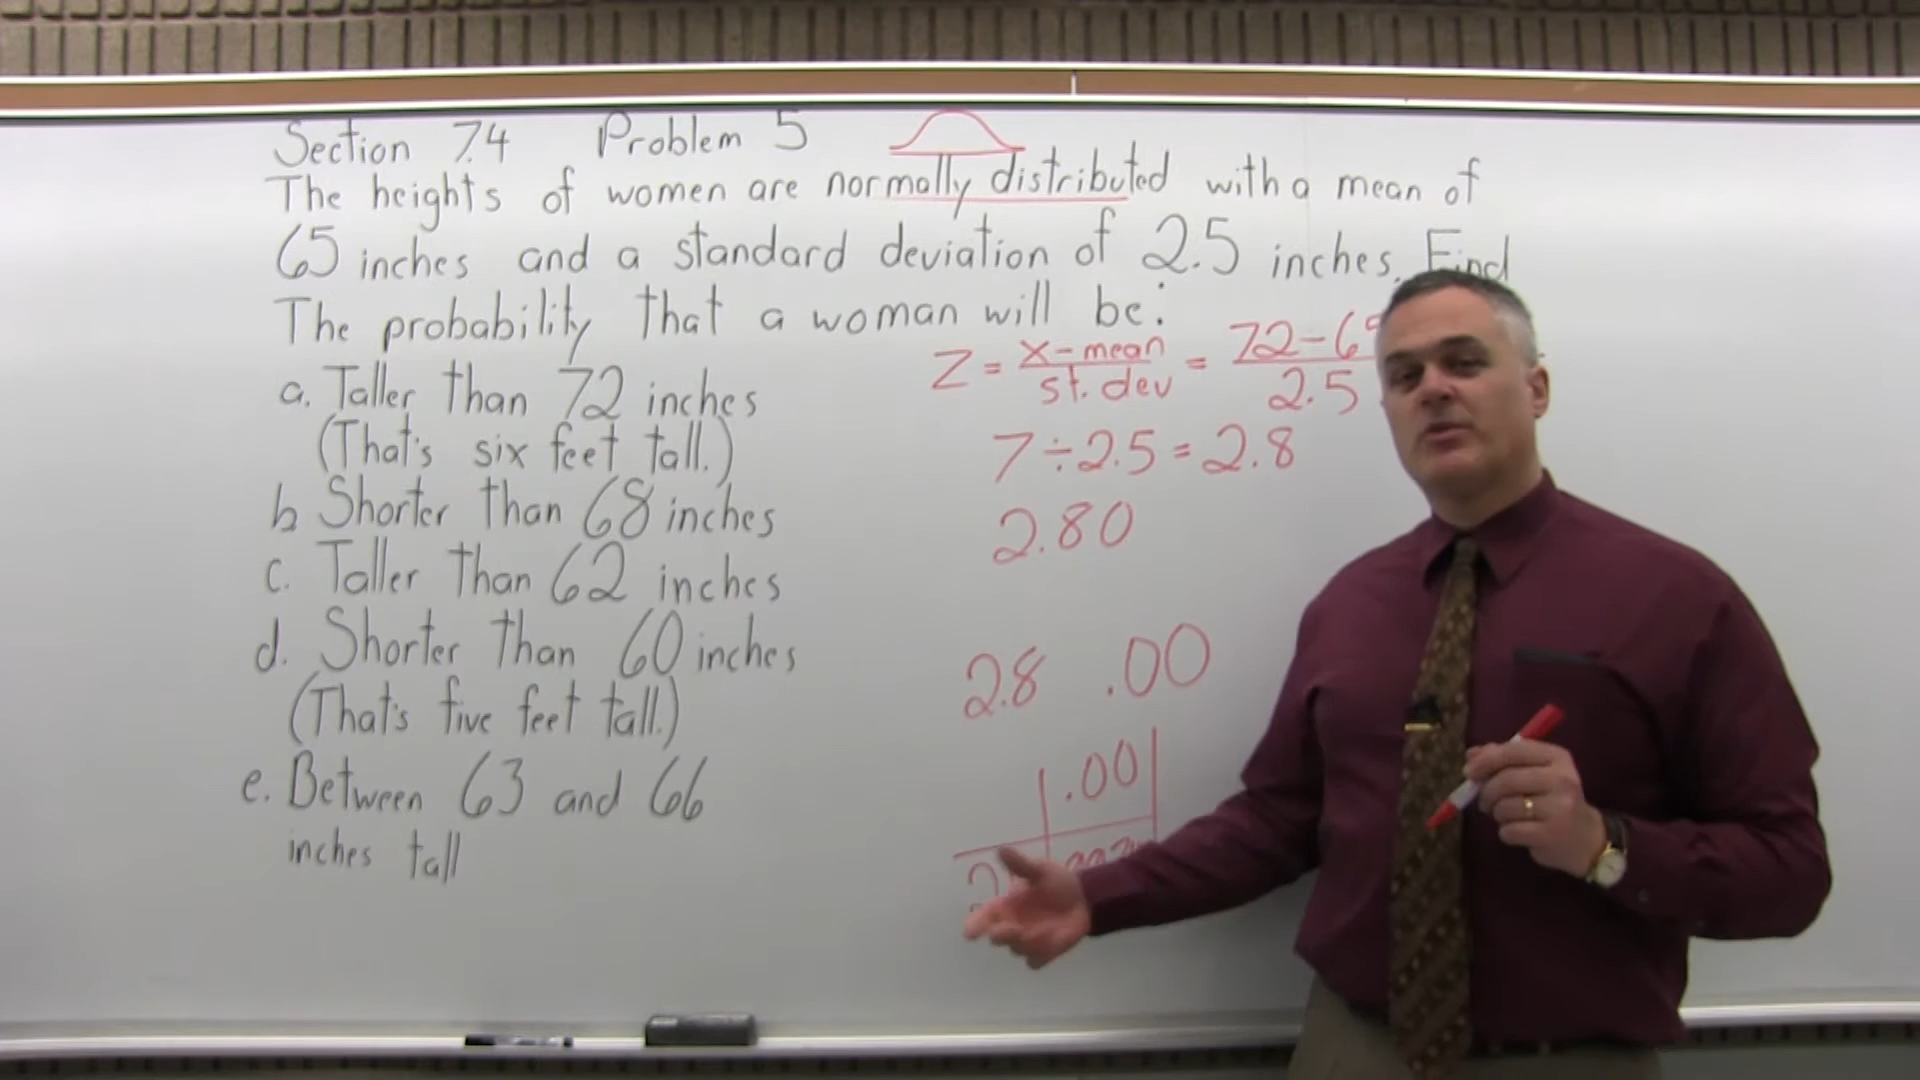 Section 7.4 Problem 5
The heights of women are normally distributed with a mean of
65 inches and a standard deviation of 2.5 inches. Find
The probability that a woman will be:
a. Taller than 72 inches
(That's six feet tall.)
b Shorter than 68 inches
c. Taller than 62 inches
d. Shorter than 60 inches
(That's five feet tall.)
e. Between 63 and 66
inches tall
Z = x-mean / st. dev = 72-6 / 2.5
7 ÷ 2.5 = 2.8
2.80
2.8 .00
.00